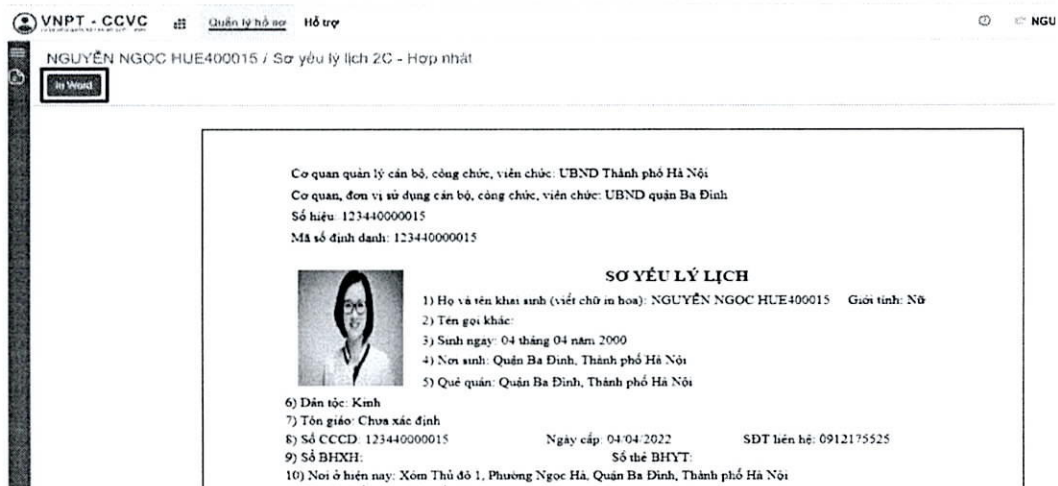 VNPT - CCVC Quản lý hồ sơ Hỗ trợ NGU
NGUYỄN NGỌC HUE400015 / Sơ yếu lý lịch 2C - Hợp nhất
In Word
Cơ quan quản lý cán bộ, công chức, viên chức: UBND Thành phố Hà Nội
Cơ quan, đơn vị sử dụng cán bộ, công chức, viên chức: UBND quận Ba Đình
Số hiệu: 123440000015
Mã số định danh: 123440000015
SƠ YẾU LÝ LỊCH
1) Họ và tên khai sinh (viết chữ in hoa): NGUYỄN NGỌC HUE400015 Giới tính: Nữ
2) Tên gọi khác:
3) Sinh ngày: 04 tháng 04 năm 2000
4) Nơi sinh: Quận Ba Đình, Thành phố Hà Nội
5) Quê quán: Quận Ba Đình, Thành phố Hà Nội
6) Dân tộc: Kinh
7) Tôn giáo: Chưa xác định
8) Số CCCD: 123440000015 Ngày cấp: 04/04/2022 SĐT liên hệ: 0912175525
9) Số BHXH: Số thẻ BHYT:
10) Nơi ở hiện nay: Xóm Thủ đô 1, Phường Ngọc Hà, Quận Ba Đình, Thành phố Hà Nội